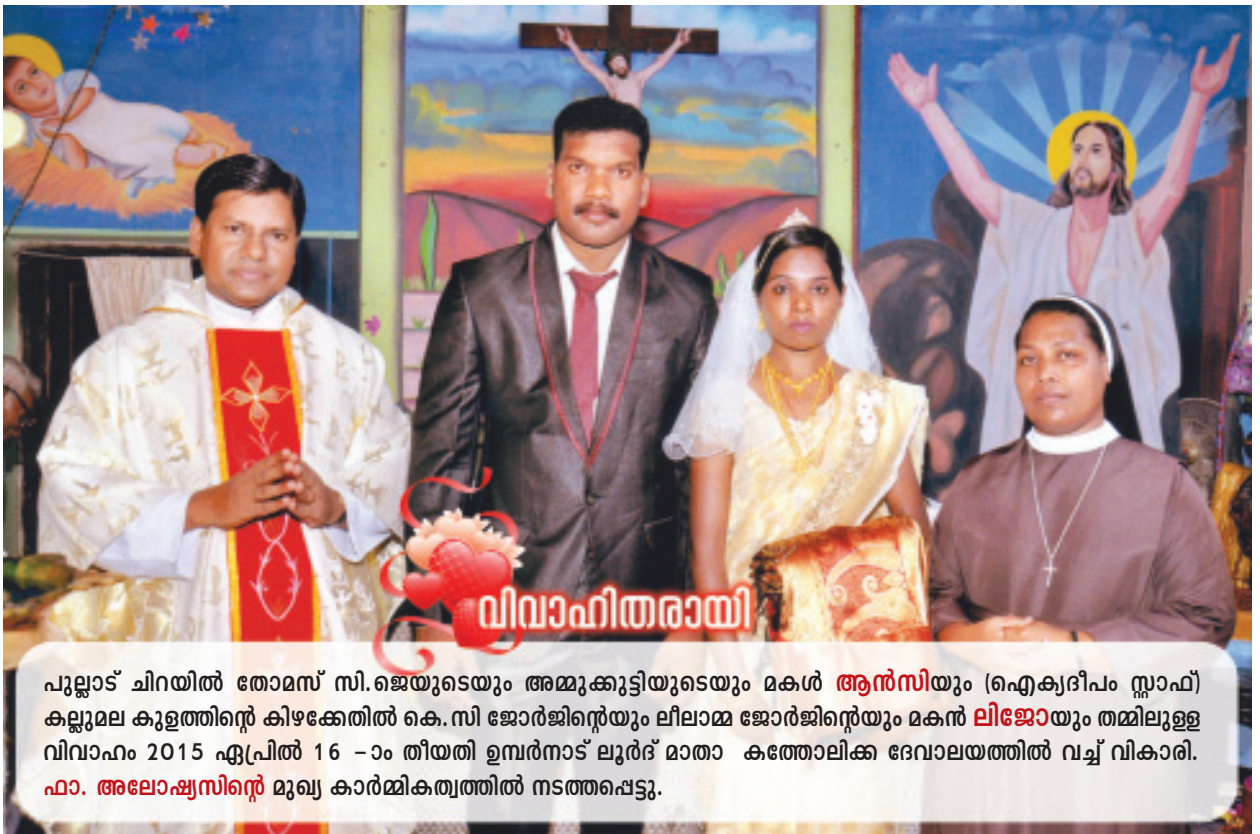 വിവാഹിതരായി
പുല്ലാട് ചിറയിൽ തോമസ് സി.ജെയുടെയും അമ്മുക്കുട്ടിയുടെയും മകൾ ആൻസിയും (ഐക്യദീപം സ്റ്റാഫ്)
കല്ലുമല കുളത്തിന്റെ കിഴക്കേതിൽ കെ.സി ജോർജിന്റെയും ലീലാമ്മ ജോർജിന്റെയും മകൻ ലിജോയും തമ്മിലുള്ള
വിവാഹം 2015 ഏപ്രിൽ 16 -ാം തീയതി ഉമ്പർനാട് ലൂർദ് മാതാ കത്തോലിക്ക ദേവാലയത്തിൽ വച്ച് വികാരി.
ഫാ. അലോഷ്യസിന്റെ മുഖ്യ കാർമ്മികത്വത്തിൽ നടത്തപ്പെട്ടു.